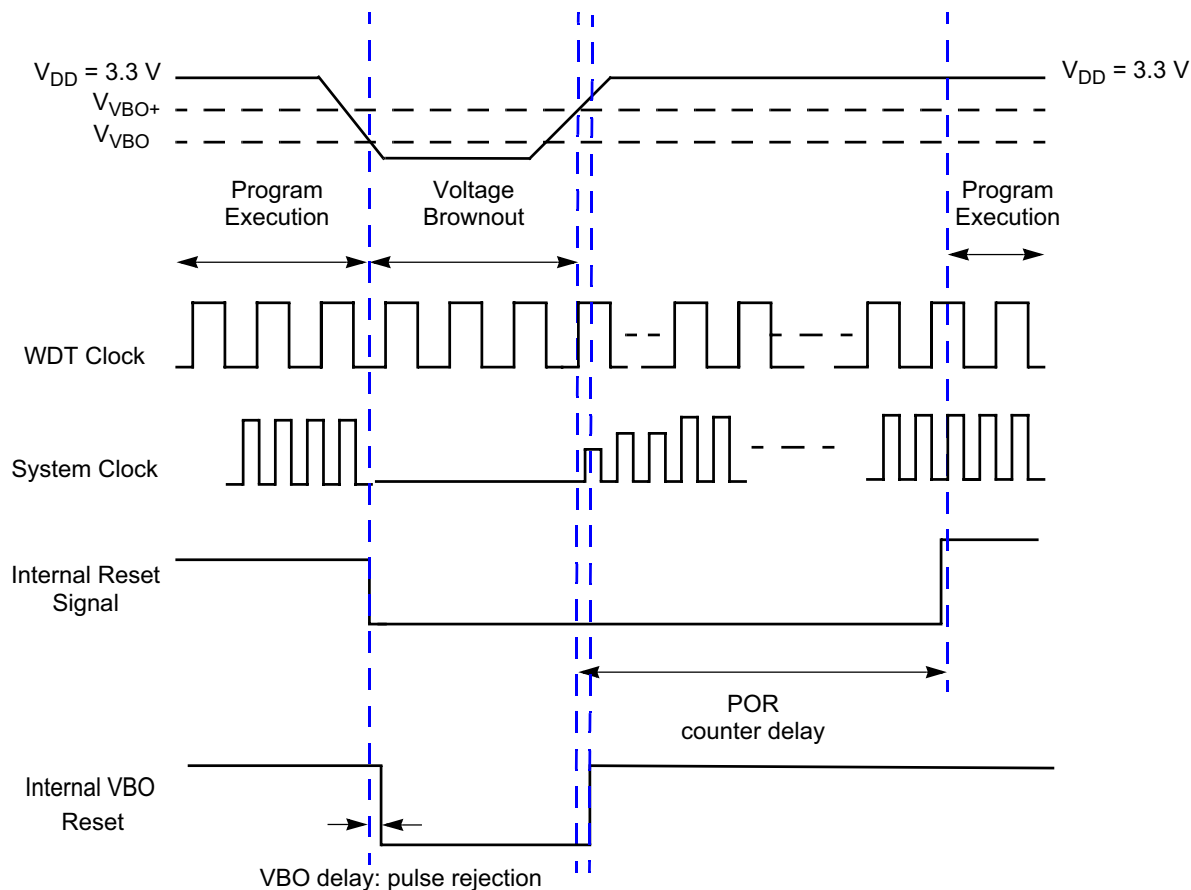 V_DD = 3.3 V
V_DD = 3.3 V
V_VBO+
V_VBO
Program
Execution
Voltage
Brownout
Program
Execution
WDT Clock
System Clock
Internal Reset
Signal
POR
counter delay
Internal VBO
Reset
VBO delay: pulse rejection